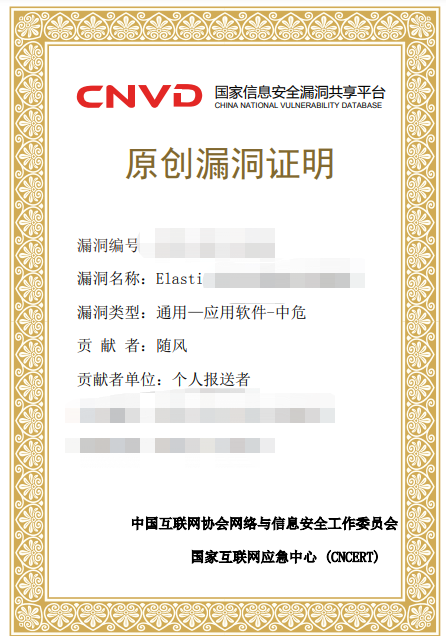 CNVD 国家信息安全漏洞共享平台
CHINA NATIONAL VULNERABILITY DATABASE
原创漏洞证明
漏洞编号
漏洞名称：Elasti
漏洞类型：通用—应用软件-中危
贡 献 者：随风
贡献者单位：个人报送者
中国互联网协会网络与信息安全工作委员会
国家互联网应急中心（CNCERT）